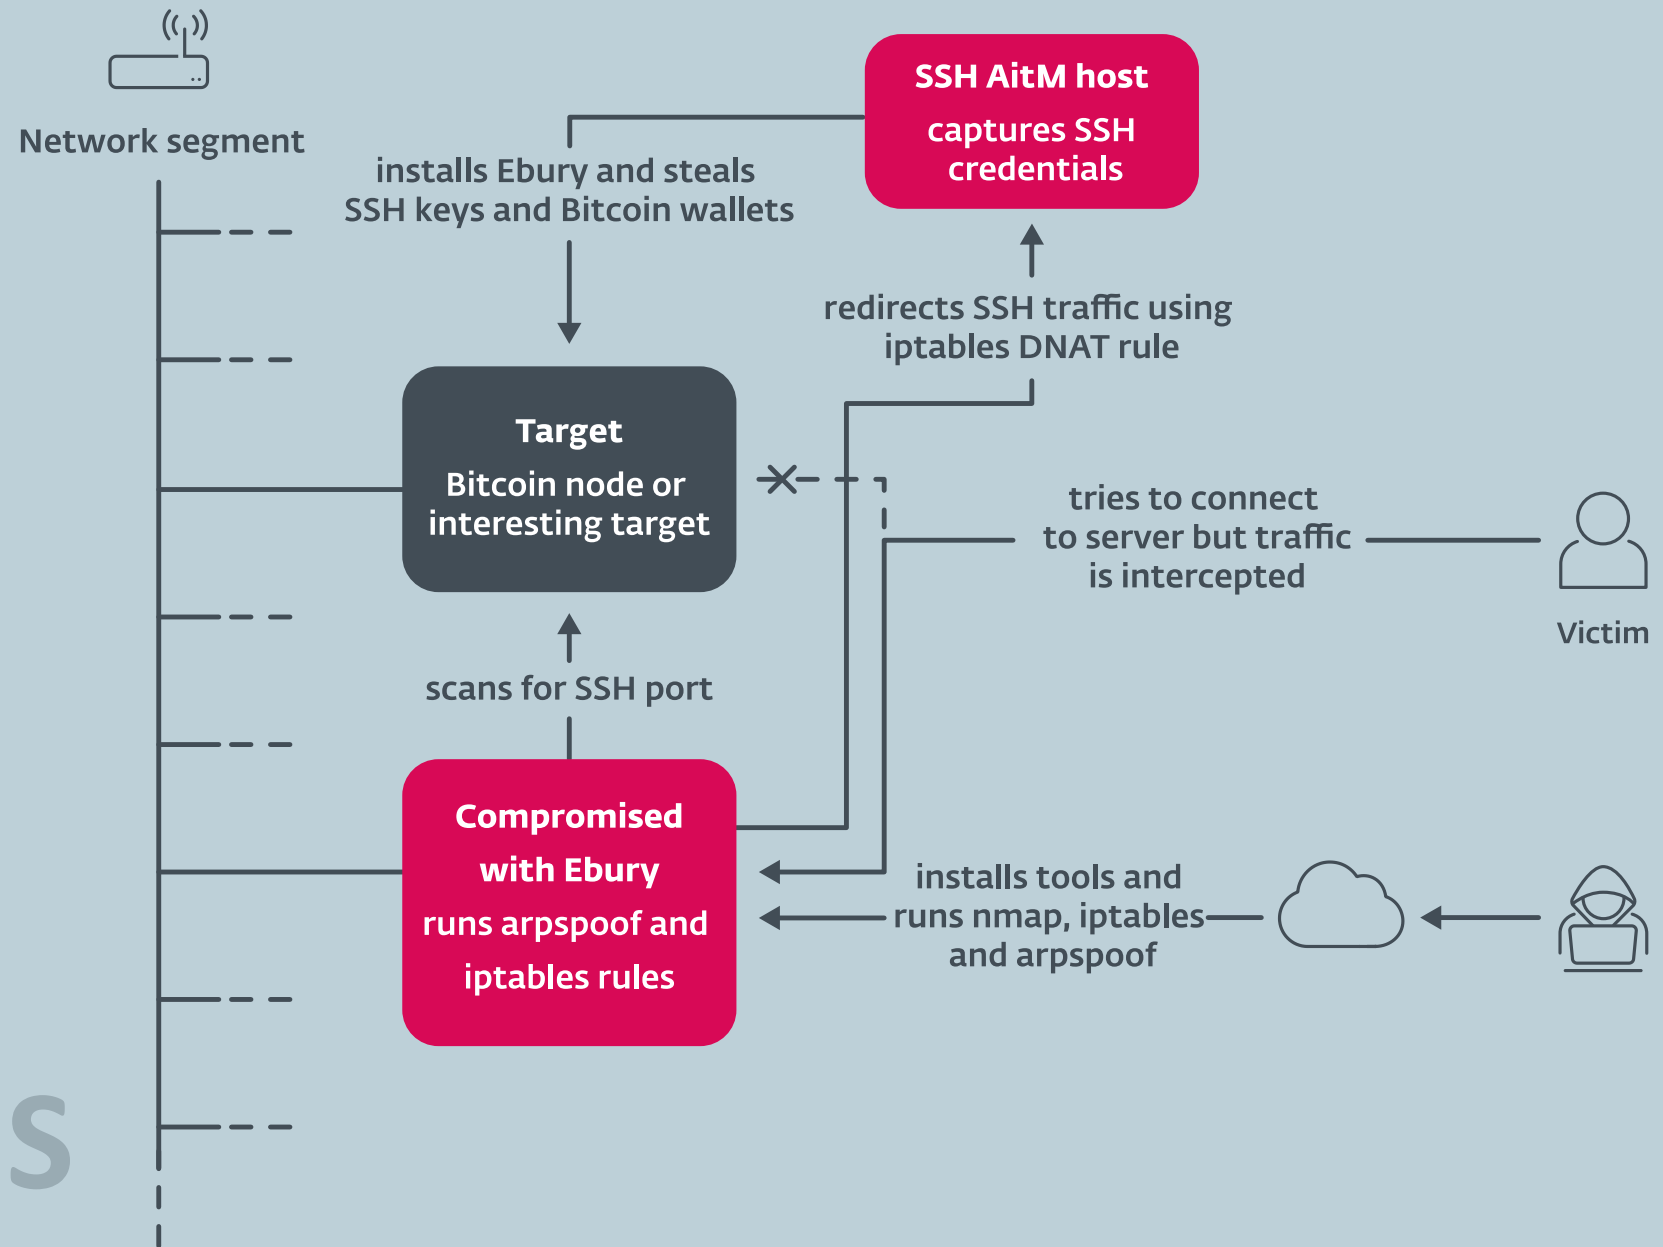 Network segment
SSH AitM host
captures SSH
credentials
installs Ebury and steals
SSH keys and Bitcoin wallets
redirects SSH traffic using
iptables DNAT rule
Target
Bitcoin node or
interesting target
tries to connect
to server but traffic
is intercepted
Victim
scans for SSH port
Compromised
with Ebury
runs arpspoof and
iptables rules
installs tools and
runs nmap, iptables
and arpspoof
S